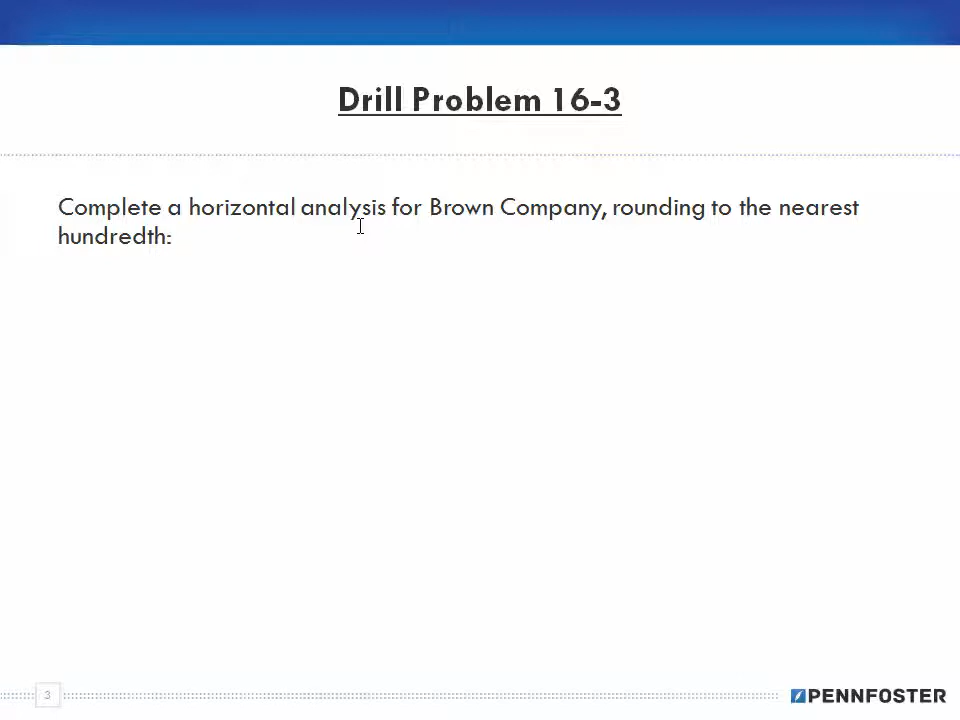 Drill Problem 16-3
Complete a horizontal analysis for Brown Company, rounding to the nearest
hundredth:
3
PENNFOSTER